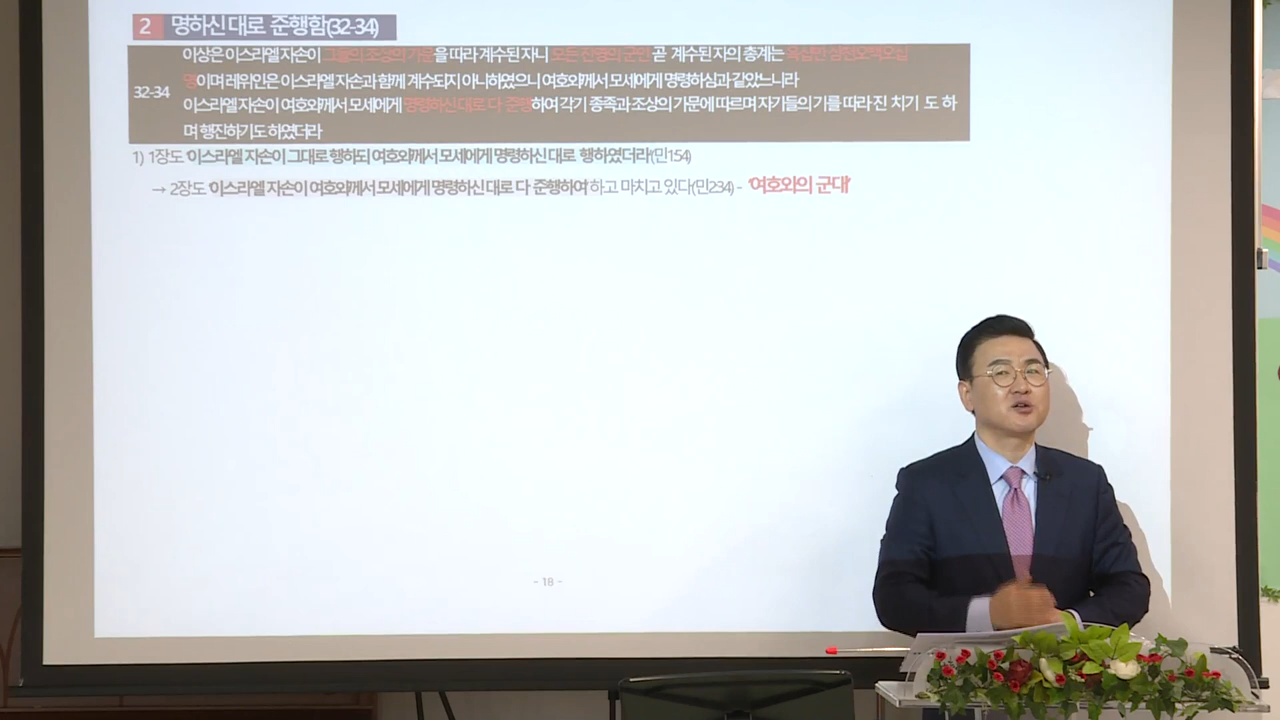 2 명하신 대로 준행함(32-34)
이상은 이스라엘 자손이 그들의 조상의 가문을 따라 계수된 자니 모든 진영의 군인 곧 계수된 자의 총계는 육십만 삼천오백오십
명이며 레위인은 이스라엘 자손과 함께 계수되지 아니하였으니 여호와께서 모세에게 명령하심과 같았느니라
32-34
이스라엘 자손이 여호와께서 모세에게 명령하신 대로 다 준행하여 각기 종족과 조상의 가문에 따르며 자기들의 기를 따라 진 치기 도 하
며 행진하기도 하였더라
1) 1장도 '이스라엘 자손이 그대로 행하되 여호와께서 모세에게 명령하신 대로 행하였더라'(민1:54)
→ 2장도 '이스라엘 자손이 여호와께서 모세에게 명령하신 대로 다 준행하여' 하고 마치고 있다(민2:34) - '여호와의 군대'
- 18 -